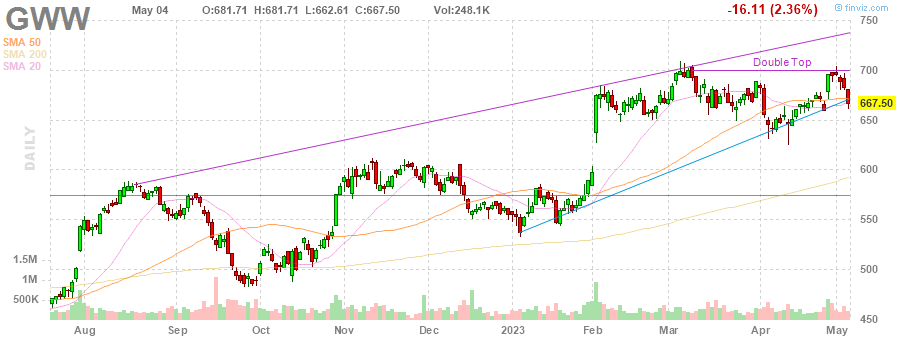 GWW
May 04
O:681.71 H:681.71 L:662.61 C:667.50 Vol:248.1K
-16.11 (2.36%)
© finviz.com
SMA 50
SMA 200
SMA 20
DAILY
Double Top
750
700
667.50
650
600
550
500
450
1.5M
1M
500K
Aug Sep Oct Nov Dec 2023 Feb Mar Apr May